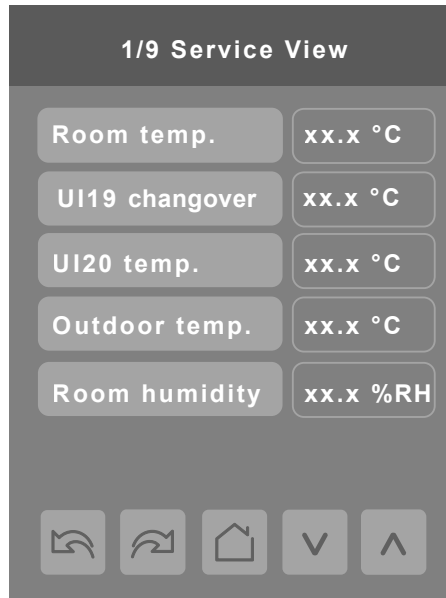 1/9 Service View
Room temp. xx.x °C
UI19 changover xx.x °C
UI20 temp. xx.x °C
Outdoor temp. xx.x °C
Room humidity xx.x %RH